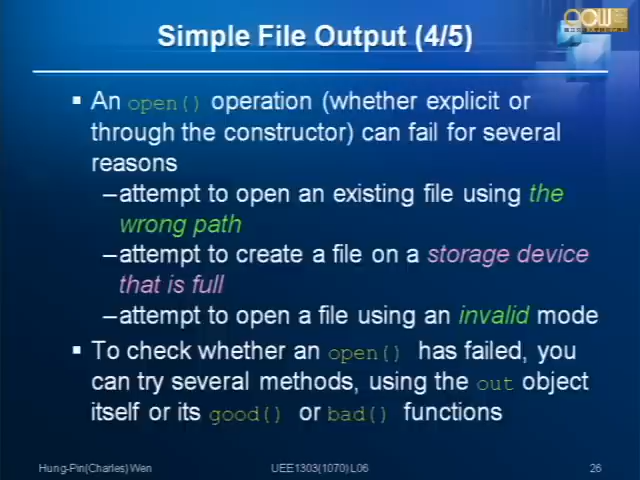 Simple File Output (4/5)
▪ An open() operation (whether explicit or
through the constructor) can fail for several
reasons
–attempt to open an existing file using the
wrong path
–attempt to create a file on a storage device
that is full
–attempt to open a file using an invalid mode
▪ To check whether an open() has failed, you
can try several methods, using the out object
itself or its good() or bad() functions
Hung-Pin(Charles) Wen
UEE1303(1070) L06
26